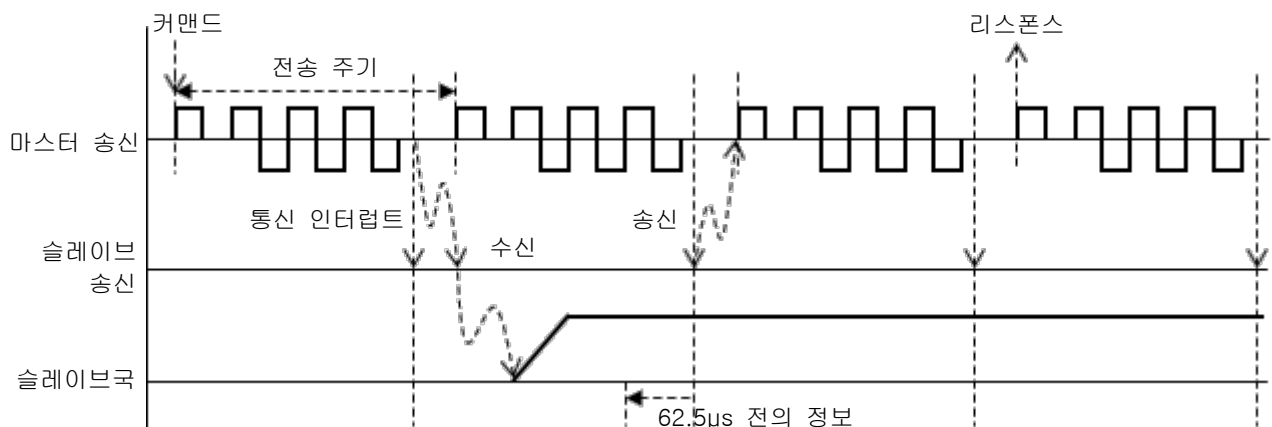 커맨드
리스폰스
전송 주기
마스터 송신
통신 인터럽트
송신
슬레이브
수신
송신
슬레이브국
62.5μs 전의 정보